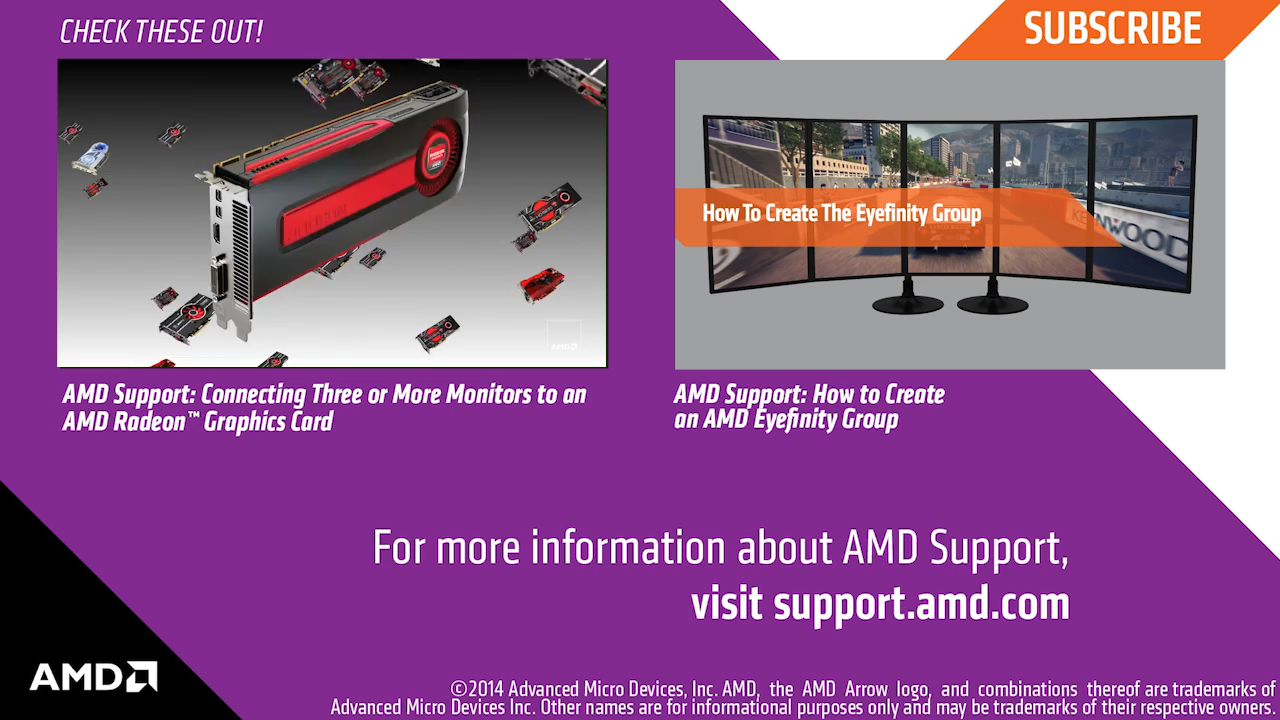 CHECK THESE OUT!
SUBSCRIBE
AMD
How To Create The Eyefinity Group
KENWOOD
AMD Support: Connecting Three or More Monitors to an
AMD Radeon™ Graphics Card
AMD Support: How to Create
an AMD Eyefinity Group
For more information about AMD Support,
visit support.amd.com
AMD
©2014 Advanced Micro Devices, Inc. AMD, the AMD Arrow logo, and combinations thereof are trademarks of
Advanced Micro Devices Inc. Other names are for informational purposes only and may be trademarks of their respective owners.